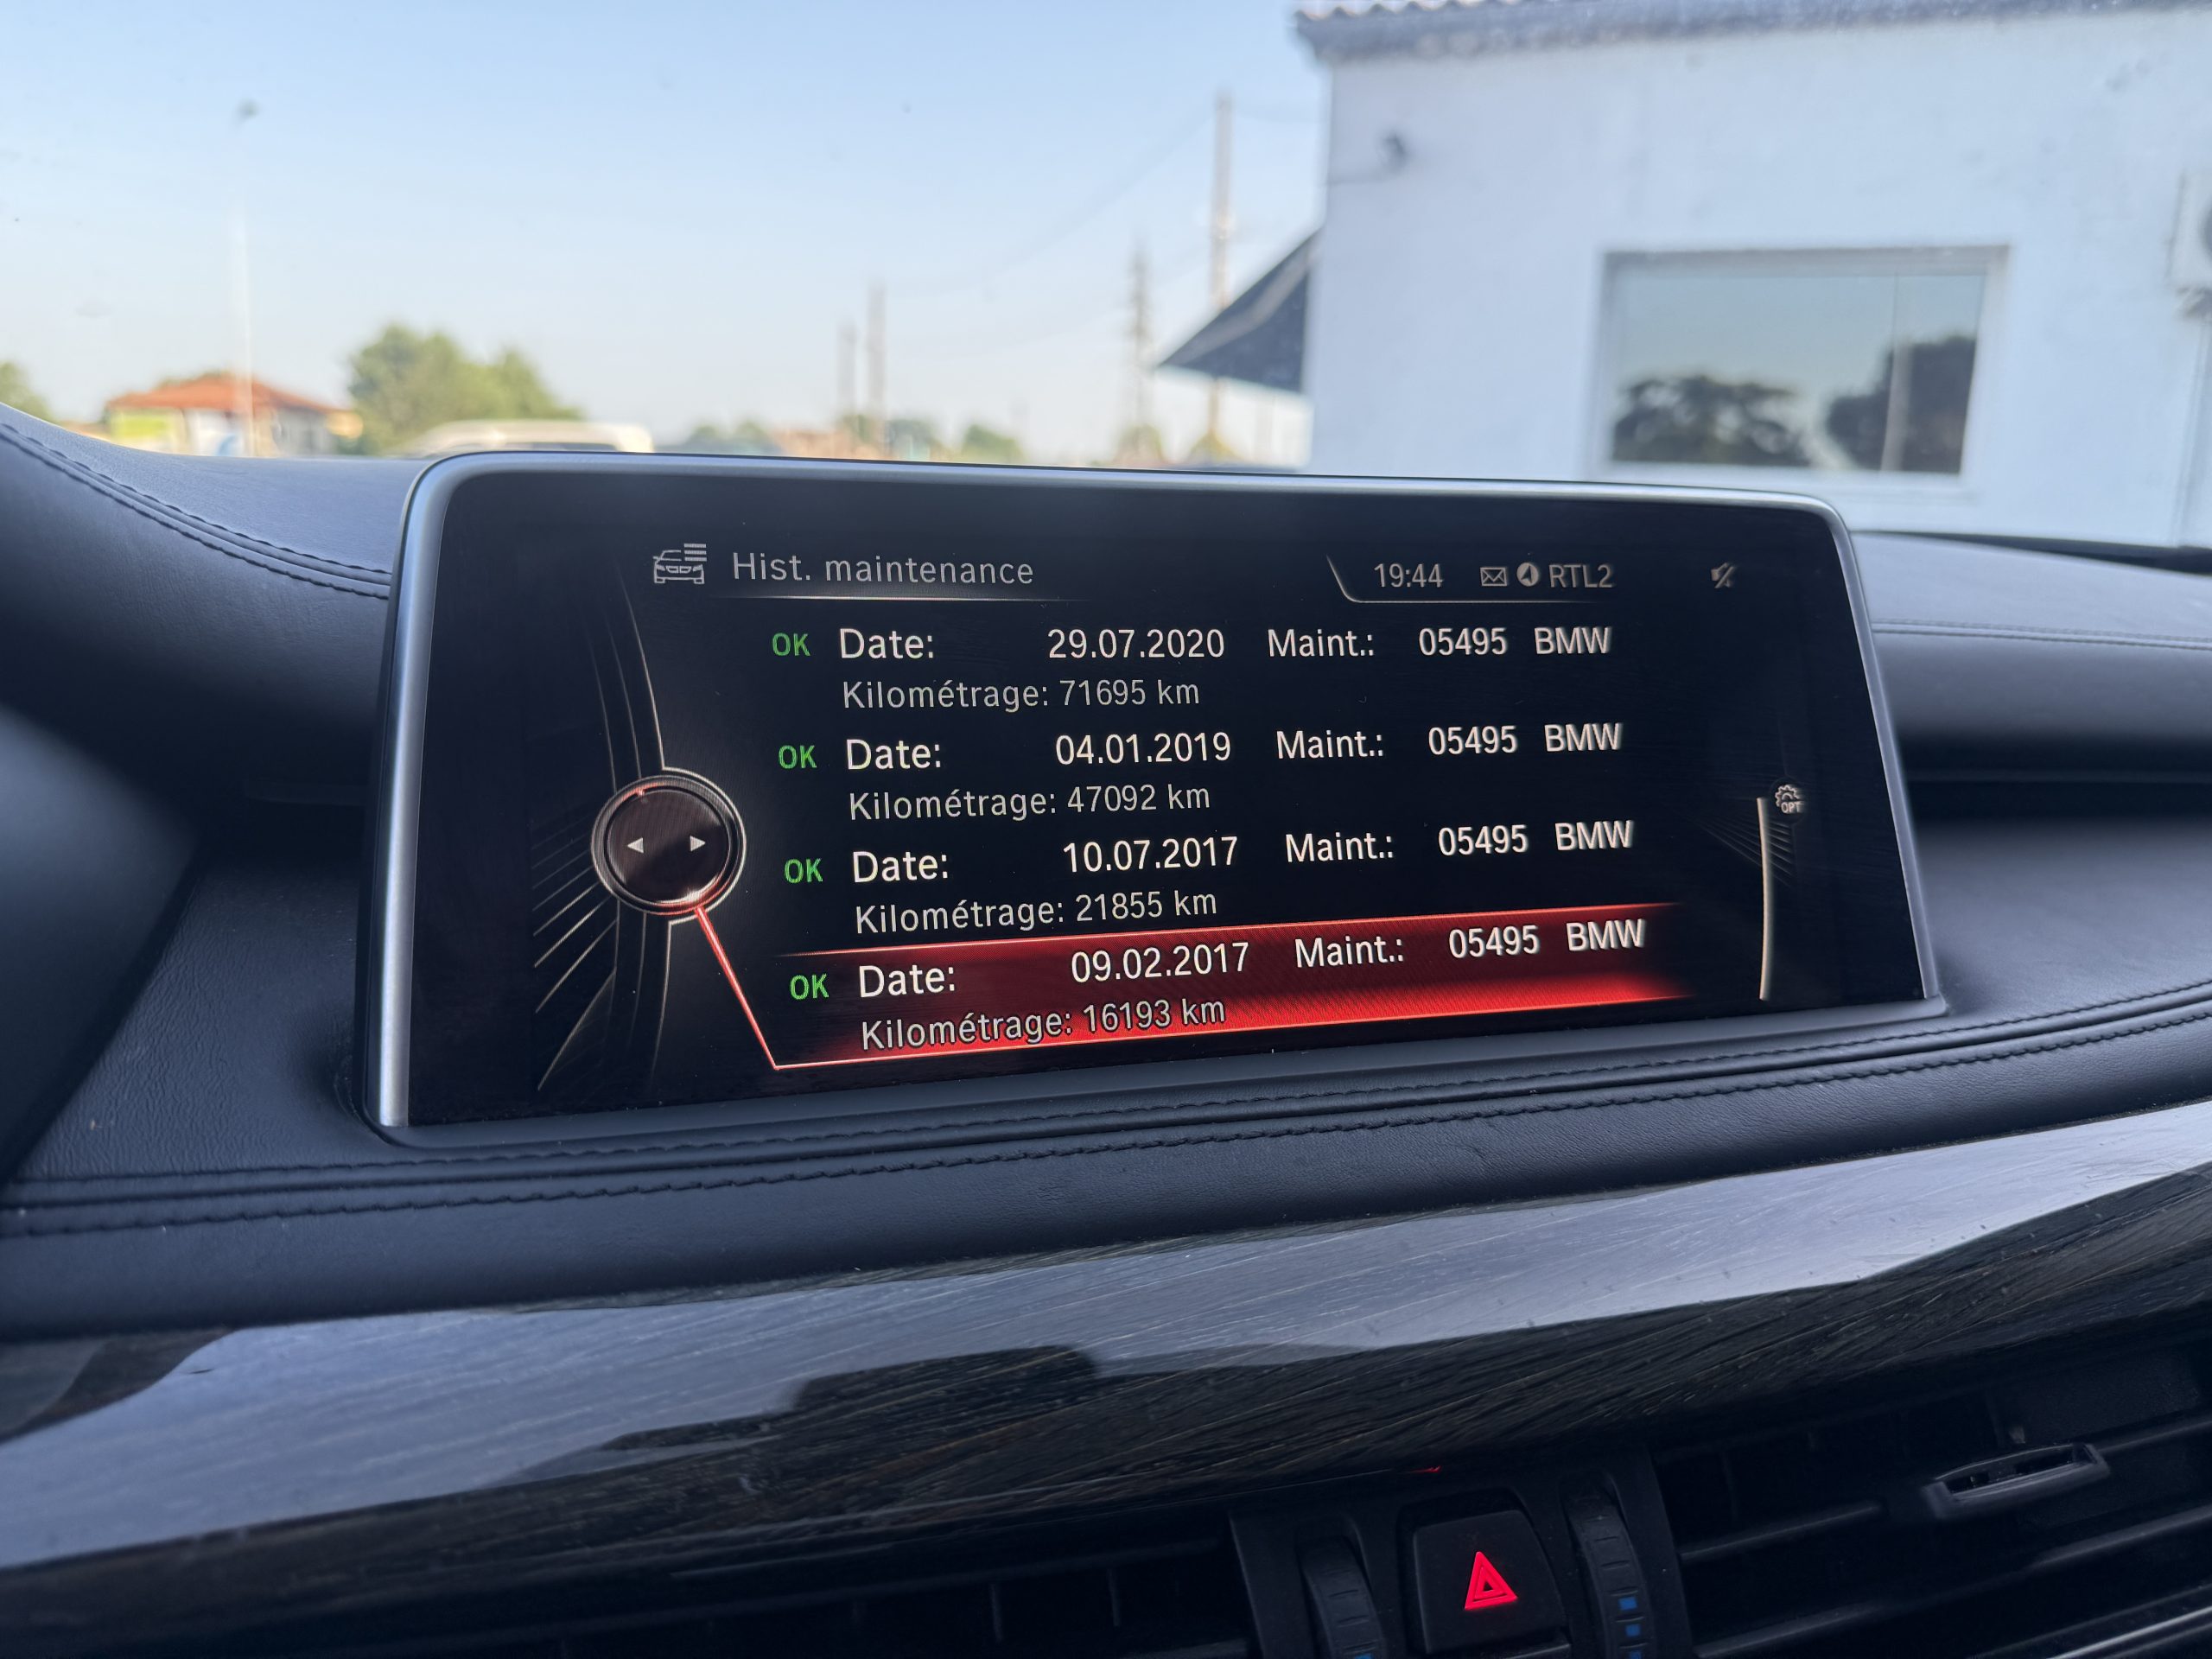 Hist. maintenance
19:44 RTL2
OK Date: 29.07.2020 Maint.: 05495 BMW
Kilométrage: 71695 km
OK Date: 04.01.2019 Maint.: 05495 BMW
Kilométrage: 47092 km
OPT
OK Date: 10.07.2017 Maint.: 05495 BMW
Kilométrage: 21855 km
OK Date: 09.02.2017 Maint.: 05495 BMW
Kilométrage: 16193 km